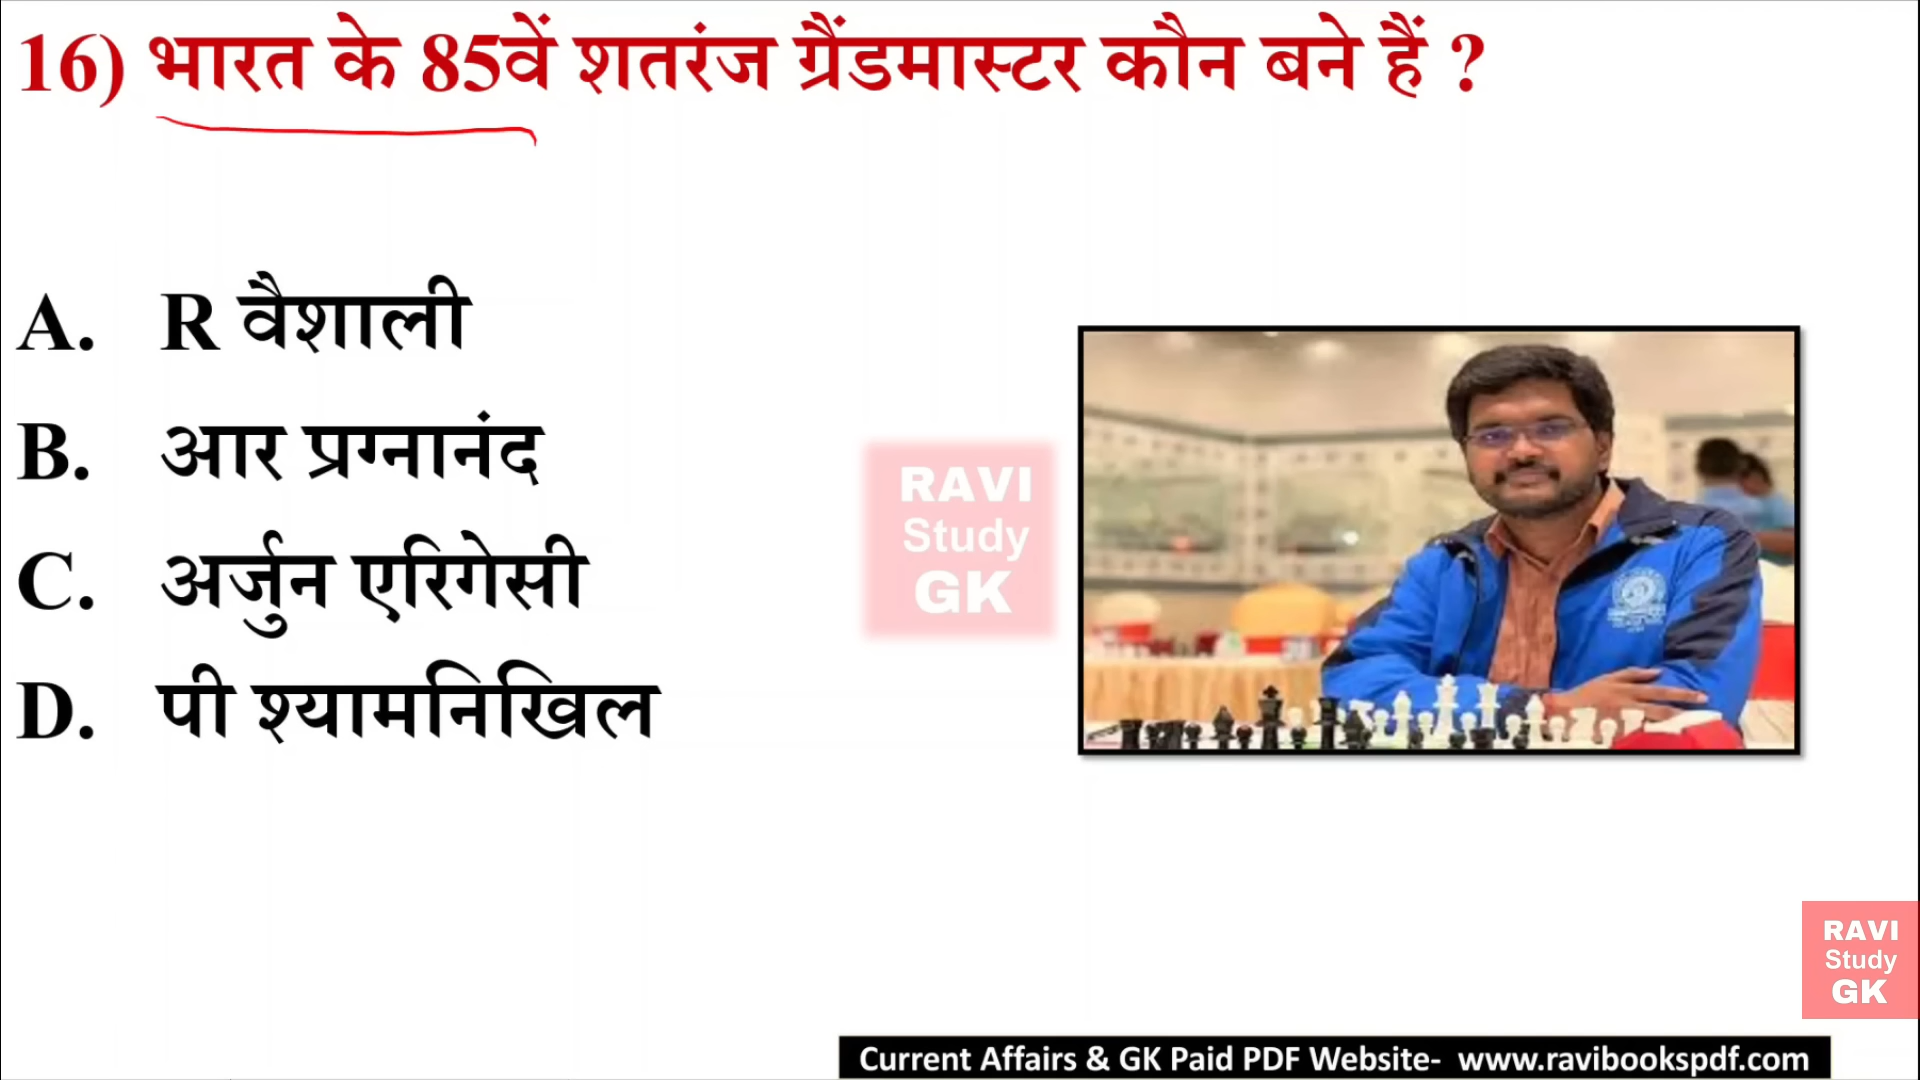 16) भारत के 85वें शतरंज ग्रैंडमास्टर कौन बने हैं ?
A. R वैशाली
B. आर प्रग्नानंद
C. अर्जुन एरिगेसी
D. पी श्यामनिखिल
RAVI
Study
GK
RAVI
Study
GK
Current Affairs & GK Paid PDF Website- www.ravibookspdf.com